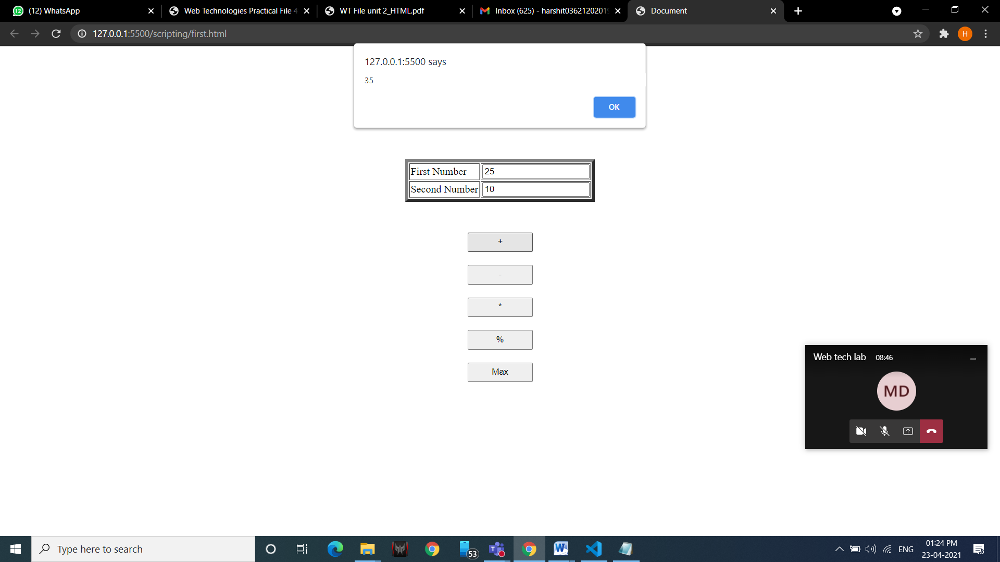 (12) WhatsApp
Web Technologies Practical File 4
WT File unit 2_HTML.pdf
Inbox (625) - harshit0362120201
Document
127.0.0.1:5500/scripting/first.html
H
127.0.0.1:5500 says
35
OK
First Number 25
Second Number 10
+
-
*
%
Max
Web tech lab 08:46
MD
Type here to search
53
ENG
01:24 PM
23-04-2021